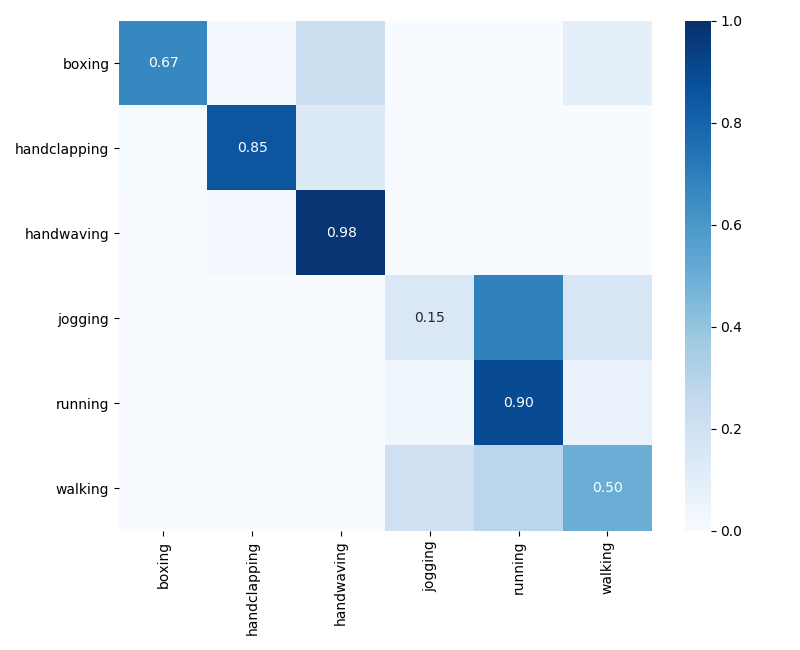 boxing
handclapping
handwaving
jogging
running
walking
0.67
0.85
0.98
0.15
0.90
0.50
boxing
handclapping
handwaving
jogging
running
walking
1.0
0.8
0.6
0.4
0.2
0.0